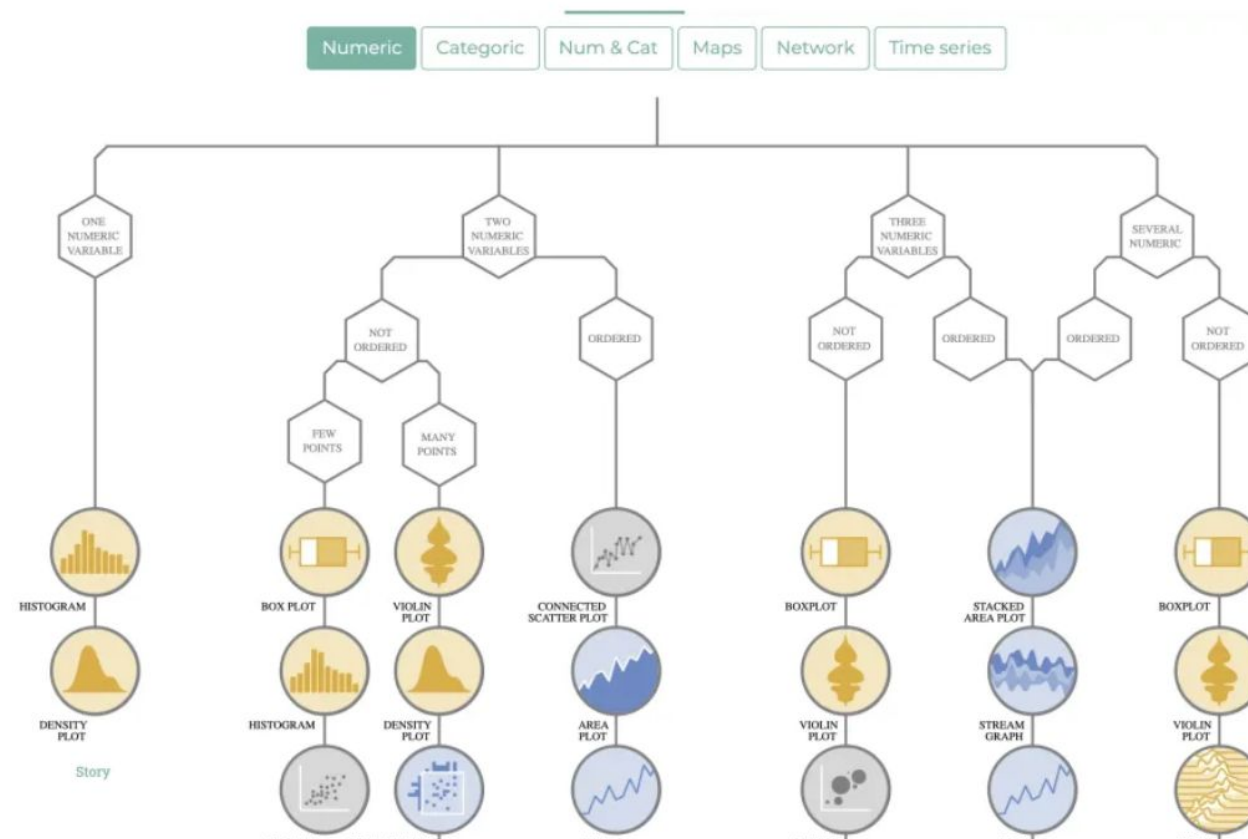 Numeric
Categoric
Num & Cat
Maps
Network
Time series
ONE
NUMERIC
VARIABLE
TWO
NUMERIC
VARIABLES
THREE
NUMERIC
VARIABLES
SEVERAL
NUMERIC
NOT
ORDERED
ORDERED
NOT
ORDERED
ORDERED
ORDERED
NOT
ORDERED
FEW
POINTS
MANY
POINTS
HISTOGRAM
BOX PLOT
VIOLIN
PLOT
CONNECTED
SCATTER PLOT
BOXPLOT
STACKED
AREA PLOT
BOXPLOT
DENSITY
PLOT
HISTOGRAM
DENSITY
PLOT
AREA
PLOT
VIOLIN
PLOT
STREAM
GRAPH
VIOLIN
PLOT
Story